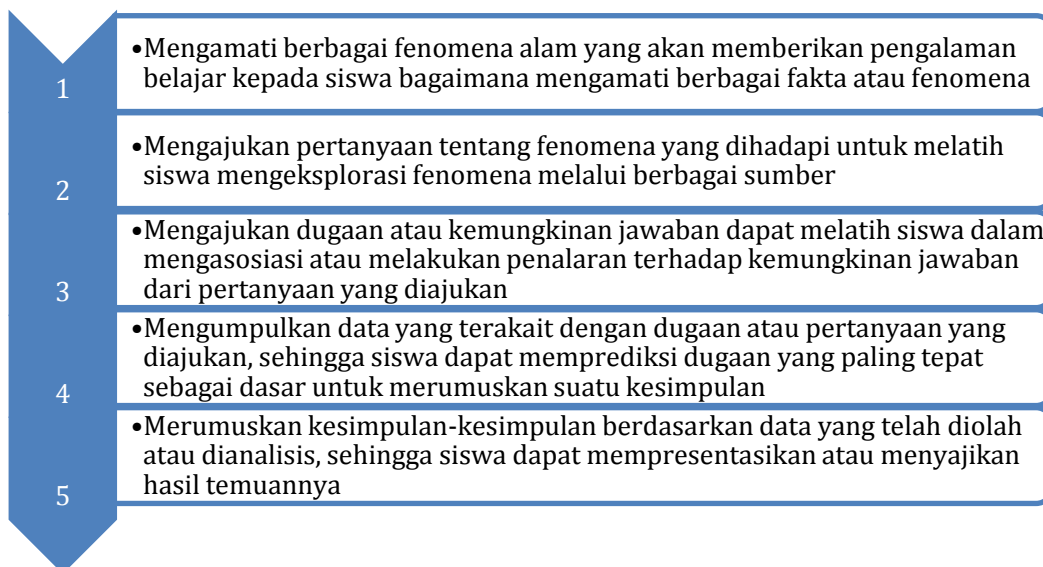 1
•Mengamati berbagai fenomena alam yang akan memberikan pengalaman
belajar kepada siswa bagaimana mengamati berbagai fakta atau fenomena
2
•Mengajukan pertanyaan tentang fenomena yang dihadapi untuk melatih
siswa mengeksplorasi fenomena melalui berbagai sumber
3
•Mengajukan dugaan atau kemungkinan jawaban dapat melatih siswa dalam
mengasosiasi atau melakukan penalaran terhadap kemungkinan jawaban
dari pertanyaan yang diajukan
4
•Mengumpulkan data yang terakait dengan dugaan atau pertanyaan yang
diajukan, sehingga siswa dapat memprediksi dugaan yang paling tepat
sebagai dasar untuk merumuskan suatu kesimpulan
5
•Merumuskan kesimpulan-kesimpulan berdasarkan data yang telah diolah
atau dianalisis, sehingga siswa dapat mempresentasikan atau menyajikan
hasil temuannya